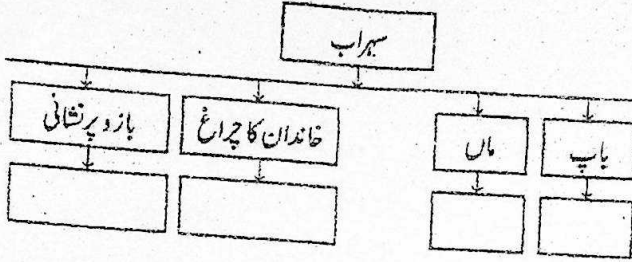 سہراب
باپ
ماں
خاندان کا چراغ
بازو پر نشانی